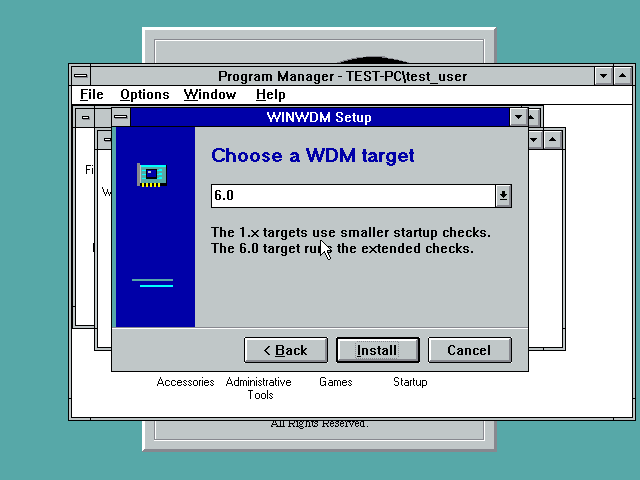 Program Manager - TEST-PC\test_user
File Options Window Help
WINWDM Setup
Choose a WDM target
6.0
The 1.x targets use smaller startup checks.
The 6.0 target runs the extended checks.
< Back Install Cancel
Accessories Administrative Tools Games Startup
All Rights Reserved.